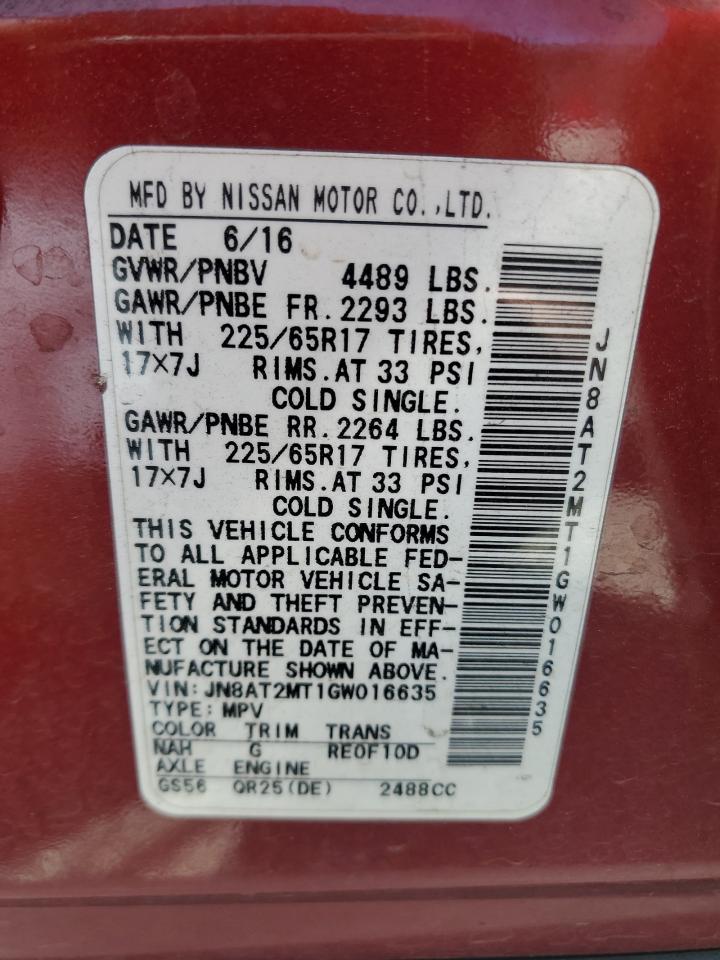 MFD BY NISSAN MOTOR CO.,LTD.
DATE 6/16
GVWR/PNBV 4489 LBS.
GAWR/PNBE FR. 2293 LBS.
WITH 225/65R17 TIRES,
17×7J RIMS.AT 33 PSI
COLD SINGLE.
GAWR/PNBE RR. 2264 LBS.
WITH 225/65R17 TIRES,
17×7J RIMS.AT 33 PSI
COLD SINGLE.
THIS VEHICLE CONFORMS
TO ALL APPLICABLE FED-
ERAL MOTOR VEHICLE SA-
FETY AND THEFT PREVEN-
TION STANDARDS IN EFF-
ECT ON THE DATE OF MA-
NUFACTURE SHOWN ABOVE.
VIN: JN8AT2MT1GW016635
TYPE: MPV
COLOR TRIM TRANS
NAH G RE0F10D
AXLE ENGINE
GS56 QR25(DE) 2488CC
JN8AT2MT1GW016635